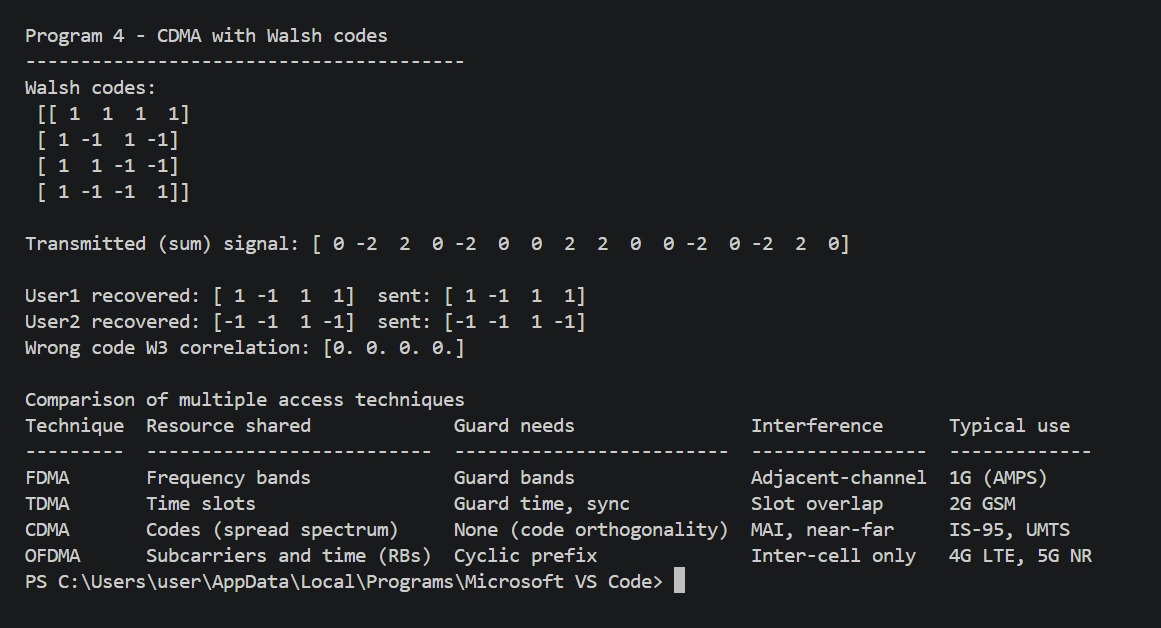 Program 4 - CDMA with Walsh codes
----------------------------------------
Walsh codes:
 [[ 1  1  1  1]
 [ 1 -1  1 -1]
 [ 1  1 -1 -1]
 [ 1 -1 -1  1]]

Transmitted (sum) signal: [ 0 -2  2  0 -2  0  0  2  2  0  0 -2  0 -2  2  0]

User1 recovered: [ 1 -1  1  1]  sent: [ 1 -1  1  1]
User2 recovered: [-1 -1  1 -1]  sent: [-1 -1  1 -1]
Wrong code W3 correlation: [0. 0. 0. 0.]

Comparison of multiple access techniques
Technique  Resource shared             Guard needs                Interference      Typical use
---------  --------------------------  -------------------------  ----------------  -------------
FDMA       Frequency bands             Guard bands                Adjacent-channel  1G (AMPS)
TDMA       Time slots                  Guard time, sync           Slot overlap      2G GSM
CDMA       Codes (spread spectrum)     None (code orthogonality)  MAI, near-far     IS-95, UMTS
OFDMA      Subcarriers and time (RBs)  Cyclic prefix              Inter-cell only   4G LTE, 5G NR
PS C:\Users\user\AppData\Local\Programs\Microsoft VS Code>